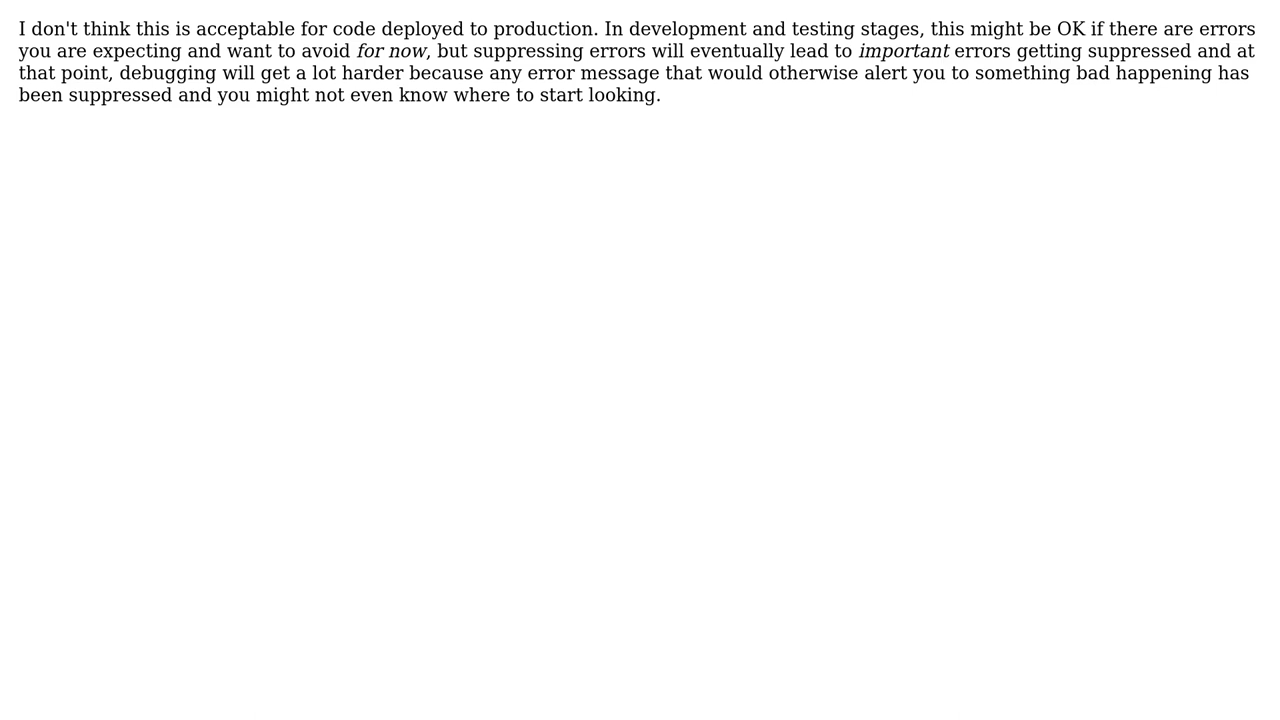 I don't think this is acceptable for code deployed to production. In development and testing stages, this might be OK if there are errors
you are expecting and want to avoid for now, but suppressing errors will eventually lead to important errors getting suppressed and at
that point, debugging will get a lot harder because any error message that would otherwise alert you to something bad happening has
been suppressed and you might not even know where to start looking.